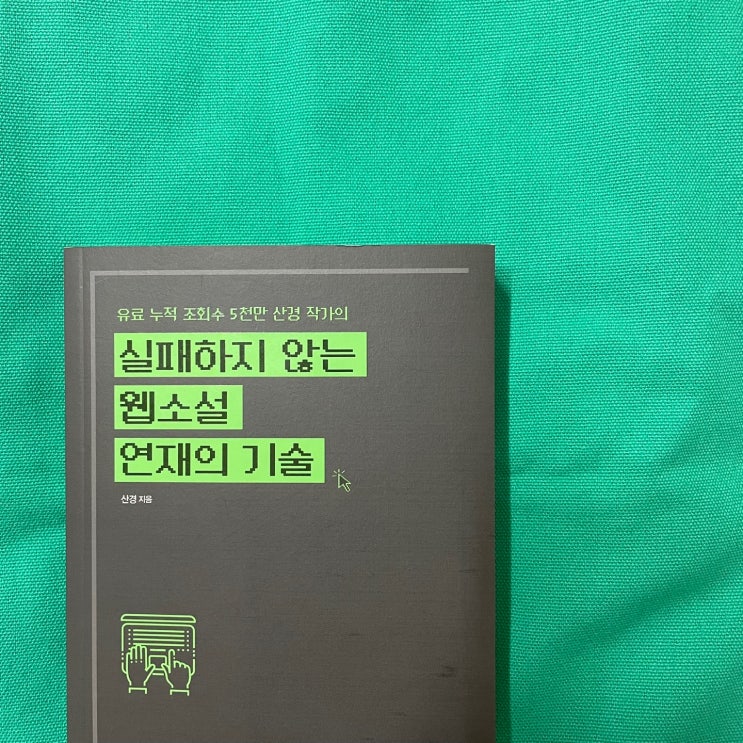 유료 누적 조회수 5천만 산경 작가의
실패하지 않는
웹소설
연재의 기술
산경 지음